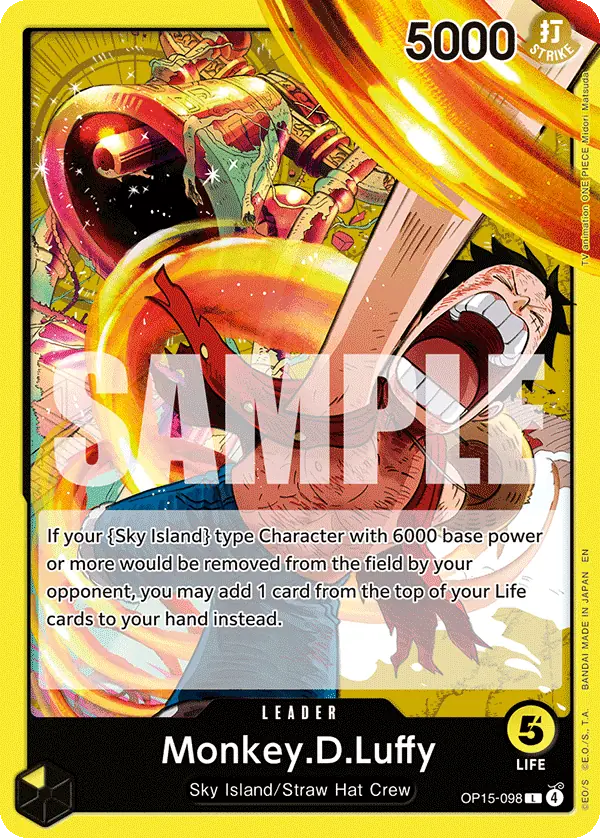 5000
打
STRIKE
TV animation ONE PIECE Midori Matsuda
SAMPLE
If your {Sky Island} type Character with 6000 base power
or more would be removed from the field by your
opponent, you may add 1 card from the top of your Life
cards to your hand instead.
©E.O/S ©E.O./S., T.A. BANDAI MADE IN JAPAN EN
LEADER
Monkey.D.Luffy
Sky Island/Straw Hat Crew
5
LIFE
OP15-098 L 4